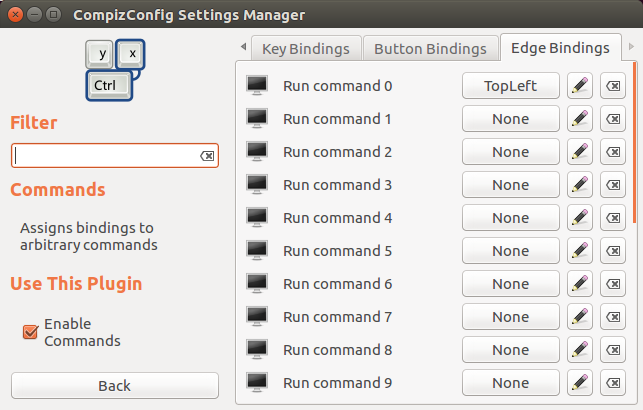 CompizConfig Settings Manager
y x
Ctrl
Filter
Commands
Assigns bindings to
arbitrary commands
Use This Plugin
Enable
Commands
Back
Key Bindings Button Bindings Edge Bindings
Run command 0 TopLeft
Run command 1 None
Run command 2 None
Run command 3 None
Run command 4 None
Run command 5 None
Run command 6 None
Run command 7 None
Run command 8 None
Run command 9 None